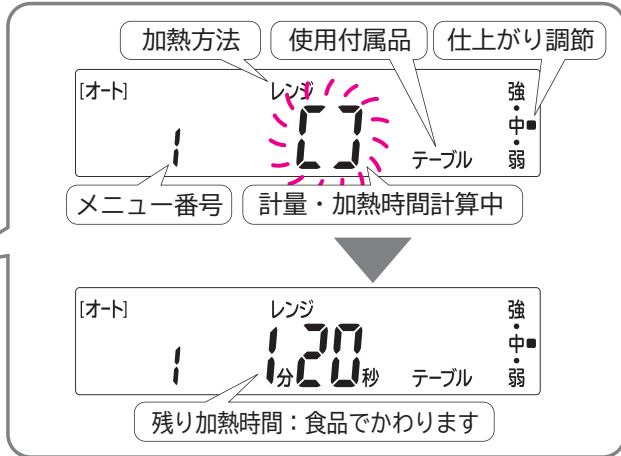 加熱方法 使用付属品 仕上がり調節
[オート] レンジ 強
・
中■
・
1 テーブル 弱
メニュー番号 計量・加熱時間計算中
[オート] レンジ 強
・
中■
・
1 1分20秒 テーブル 弱
残り加熱時間：食品でかわります